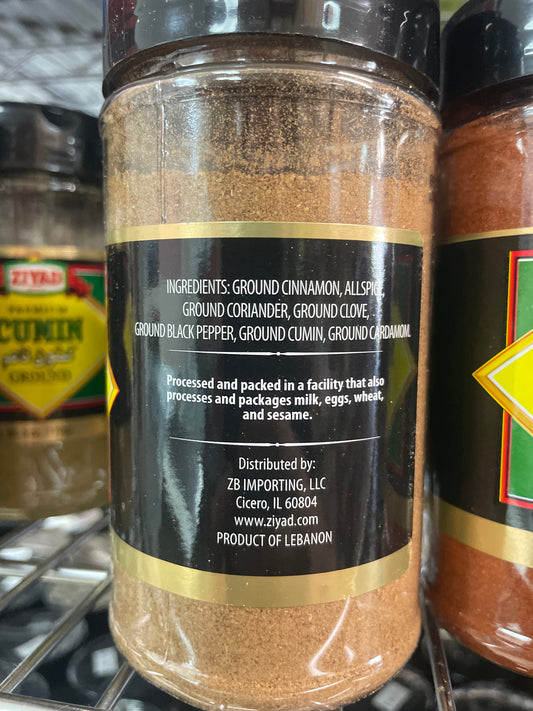 INGREDIENTS: GROUND CINNAMON, ALLSPICE,
GROUND CORIANDER, GROUND CLOVE,
GROUND BLACK PEPPER, GROUND CUMIN, GROUND CARDAMOM.
Processed and packed in a facility that also
processes and packages milk, eggs, wheat,
and sesame.
Distributed by:
ZB IMPORTING, LLC
Cicero, IL 60804
www.ziyad.com
PRODUCT OF LEBANON
ZIYAD
PREMIUM
CUMIN
GROUND